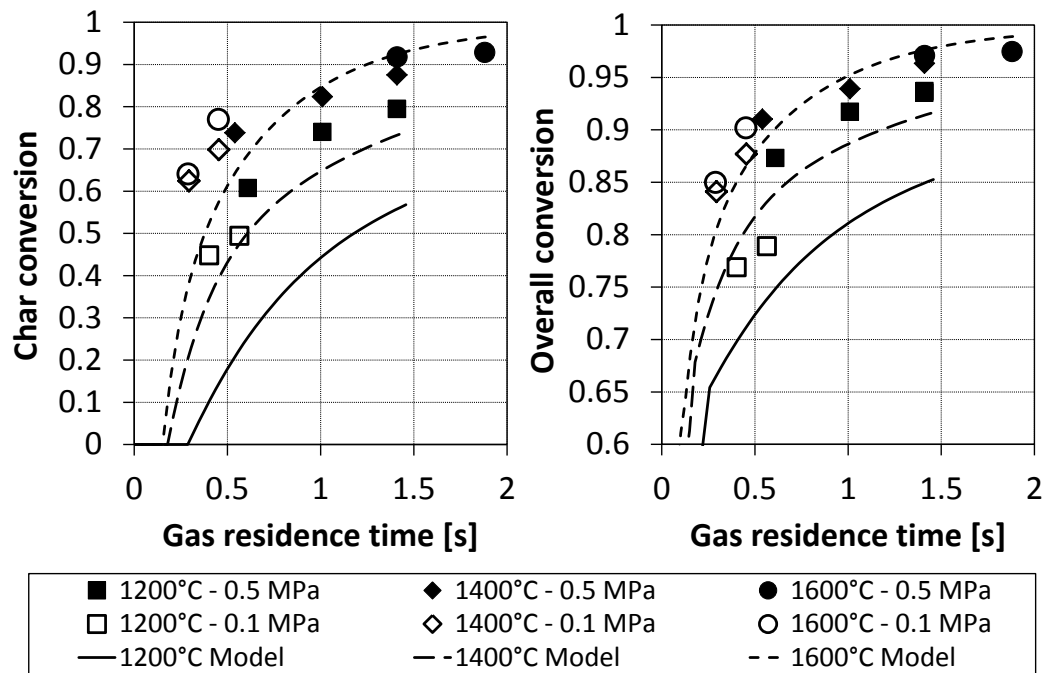 Char conversion
1
0.9
0.8
0.7
0.6
0.5
0.4
0.3
0.2
0.1
0
0 0.5 1 1.5 2
Gas residence time [s]
Overall conversion
1
0.95
0.9
0.85
0.8
0.75
0.7
0.65
0.6
0 0.5 1 1.5 2
Gas residence time [s]
1200°C - 0.5 MPa 1400°C - 0.5 MPa 1600°C - 0.5 MPa
1200°C - 0.1 MPa 1400°C - 0.1 MPa 1600°C - 0.1 MPa
1200°C Model 1400°C Model 1600°C Model